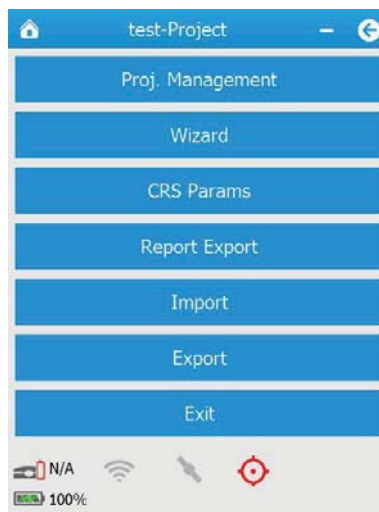 test-Project
Proj. Management
Wizard
CRS Params
Report Export
Import
Export
Exit
N/A
100%